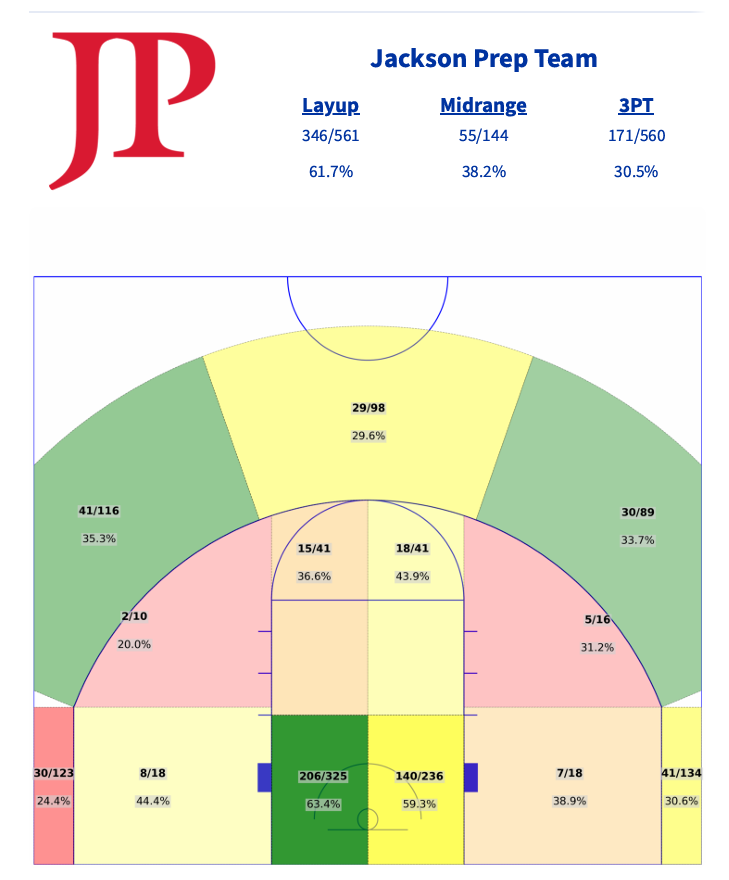 JP
Jackson Prep Team
Layup Midrange 3PT
346/561 55/144 171/560
61.7% 38.2% 30.5%
29/98
29.6%
41/116 30/89
35.3% 33.7%
15/41 18/41
36.6% 43.9%
2/10 5/16
20.0% 31.2%
30/123 8/18 206/325 140/236 7/18 41/134
24.4% 44.4% 63.4% 59.3% 38.9% 30.6%